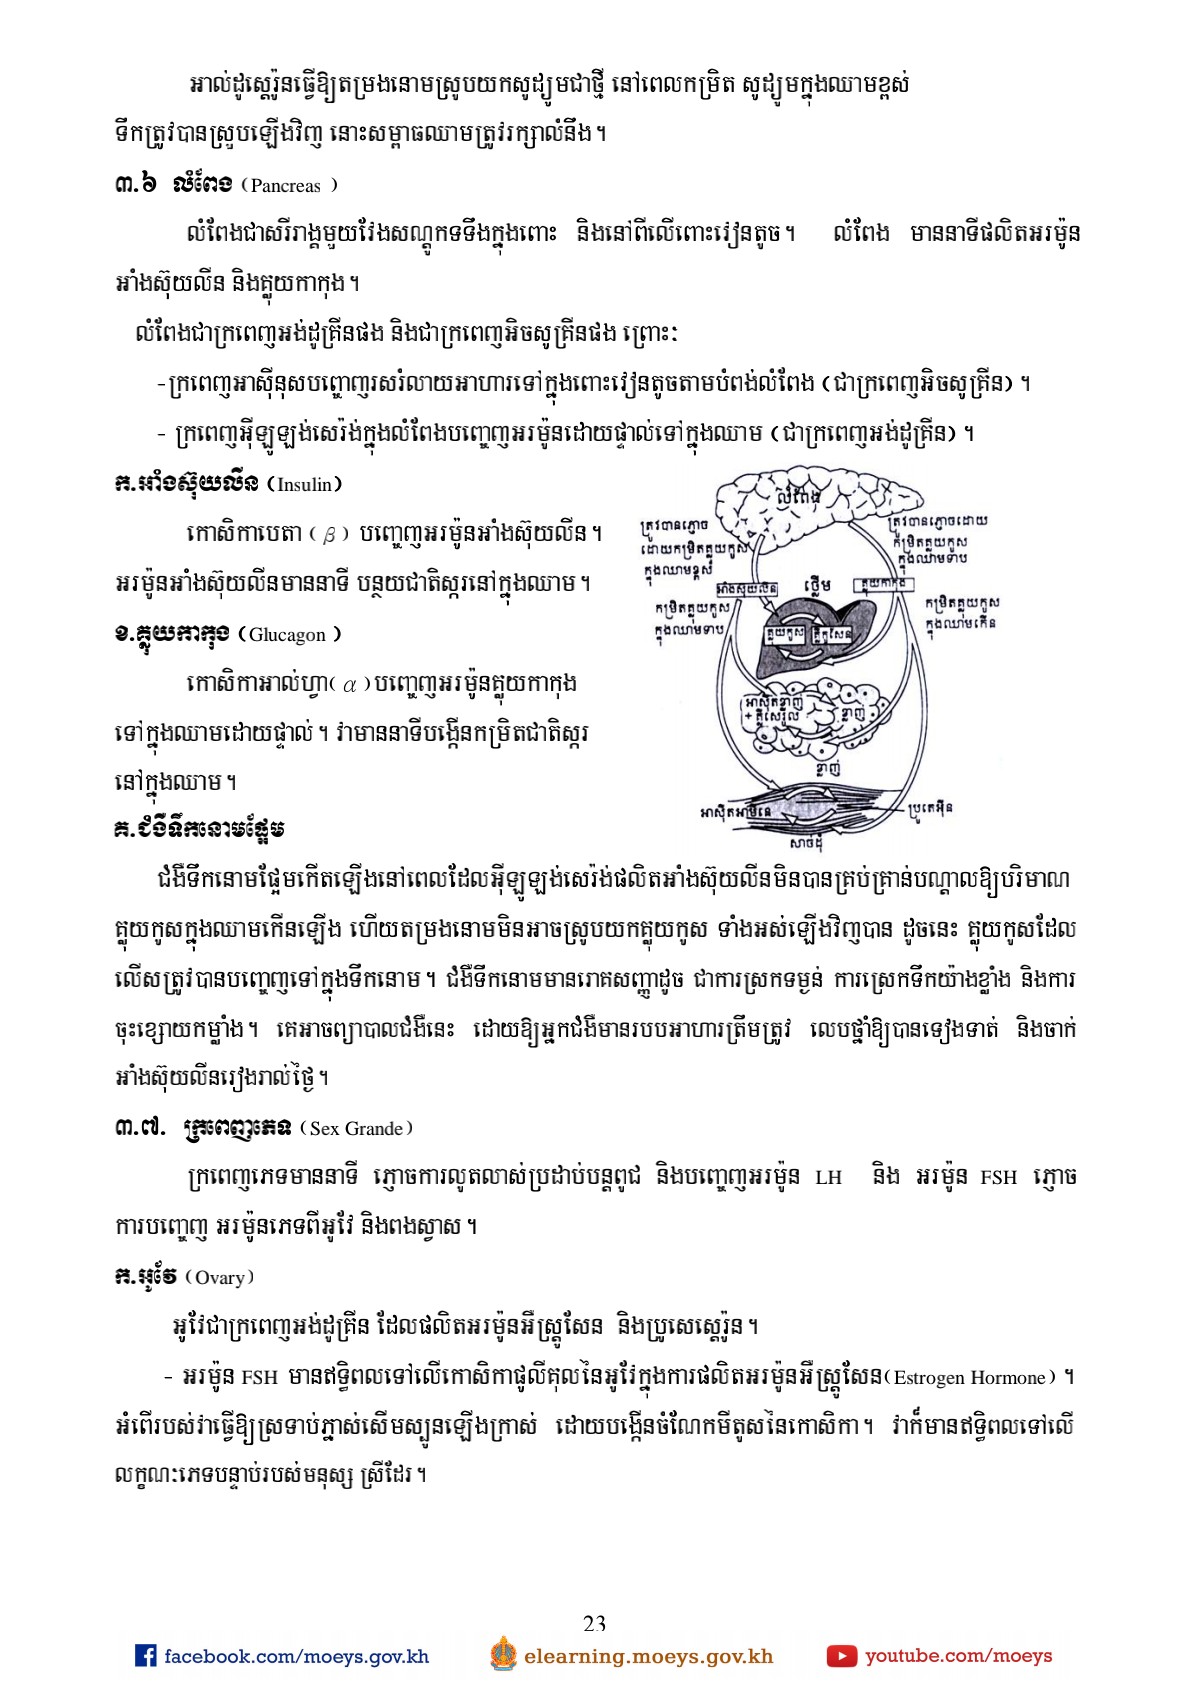 អាល់ដូស្តេរ៉ូនធ្វើឱ្យតម្រងនោមស្រូបយកសូដ្យូមជាថ្មី នៅពេលកម្រិត សូដ្យូមក្នុងឈាមខ្ពស់
ទឹកត្រូវបានស្រូបឡើងវិញ នោះសម្ពាធឈាមត្រូវរក្សាលំនឹង។
៣.៦ លំពែង (Pancreas )
លំពែងជាសរីរាង្គមួយវែងសណ្តូកទទឹងក្នុងពោះ និងនៅពីលើពោះវៀនតូច។ លំពែង មាននាទីផលិតអរម៉ូន
អាំងស៊ុយលីន និងគ្លុយកាកុង។
លំពែងជាក្រពេញអង់ដូគ្រីនផង និងជាក្រពេញអិចសូគ្រីនផង ព្រោះៈ
-ក្រពេញអាស៊ីនុសបញ្ចេញរសរំលាយអាហារទៅក្នុងពោះវៀនតូចតាមបំពង់លំពែង (ជាក្រពេញអិចសូគ្រីន)។
- ក្រពេញអ៊ីឡូឡង់សេរ៉ង់ក្នុងលំពែងបញ្ចេញអរម៉ូនដោយផ្ទាល់ទៅក្នុងឈាម (ជាក្រពេញអង់ដូគ្រីន)។
ក.អាំងស៊ុយលីន (Insulin)
កោសិកាបេតា (β) បញ្ចេញអរម៉ូនអាំងស៊ុយលីន។
អរម៉ូនអាំងស៊ុយលីនមាននាទី បន្ថយជាតិស្ករនៅក្នុងឈាម។
ខ.គ្លុយកាកុង (Glucagon )
កោសិកាអាល់ហ្វា(α)បញ្ចេញអរម៉ូនគ្លុយកាកុង
ទៅក្នុងឈាមដោយផ្ទាល់។ វាមាននាទីបង្កើនកម្រិតជាតិស្ករ
នៅក្នុងឈាម។
លំពែង
ត្រូវបានភ្ញោច
ដោយកម្រិតគ្លុយកូស
ក្នុងឈាមខ្ពស់
ត្រូវបានភ្ញោចដោយ
កម្រិតគ្លុយកូស
ក្នុងឈាមទាប
អាំងស៊ុយលីន
ថ្លើម
គ្លុយកាកុង
កម្រិតគ្លុយកូស
ក្នុងឈាមទាប
កម្រិតគ្លុយកូស
ក្នុងឈាមកើន
គ្លុយកូស
គ្លីកូសែន
អាស៊ីតខ្លាញ់
+ គ្លីសេរ៉ុល
ខ្លាញ់
ខ្លាញ់
អាស៊ីតអាមីនេ
ប្រូតេអ៊ីន
សាច់ដុំ
គ.ជំងឺទឹកនោមផ្អែម
ជំងឺទឹកនោមផ្អែមកើតឡើងនៅពេលដែលអ៊ីឡូឡង់សេរ៉ង់ផលិតអាំងស៊ុយលីនមិនបានគ្រប់គ្រាន់បណ្តាលឱ្យបរិមាណ
គ្លុយកូសក្នុងឈាមកើនឡើង ហើយតម្រងនោមមិនអាចស្រូបយកគ្លុយកូស ទាំងអស់ឡើងវិញបាន ដូចនេះ គ្លុយកូសដែល
លើសត្រូវបានបញ្ចេញទៅក្នុងទឹកនោម។ ជំងឺទឹកនោមមានរោគសញ្ញាដូច ជាការស្រកទម្ងន់ ការស្រេកទឹកយ៉ាងខ្លាំង និងការ
ចុះខ្សោយកម្លាំង។ គេអាចព្យាបាលជំងឺនេះ ដោយឱ្យអ្នកជំងឺមានរបបអាហារត្រឹមត្រូវ លេបថ្នាំឱ្យបានទៀងទាត់ និងចាក់
អាំងស៊ុយលីនរៀងរាល់ថ្ងៃ។
៣.៧. ក្រពេញភេទ (Sex Grande)
ក្រពេញភេទមាននាទី ភ្ញោចការលូតលាស់ប្រដាប់បន្តពូជ និងបញ្ចេញអរម៉ូន LH និង អរម៉ូន FSH ភ្ញោច
ការបញ្ចេញ អរម៉ូនភេទពីអូវែ និងពងស្វាស។
ក.អូវែ (Ovary)
អូវែជាក្រពេញអង់ដូគ្រីន ដែលផលិតអរម៉ូនអឺស្ត្រូសែន និងប្រូសេស្តេរ៉ូន។
- អរម៉ូន FSH មានឥទ្ធិពលទៅលើកោសិកាផូលីគុលនៃអូវែក្នុងការផលិតអរម៉ូនអឺស្ត្រូសែន(Estrogen Hormone)។
អំពើរបស់វាធ្វើឱ្យស្រទាប់ភ្នាស់សើមស្បូនឡើងក្រាស់ ដោយបង្កើនចំណែកមីតូសនៃកោសិកា។ វាក៏មានឥទ្ធិពលទៅលើ
លក្ខណៈភេទបន្ទាប់របស់មនុស្ស ស្រីដែរ។
23
facebook.com/moeys.gov.kh
elearning.moeys.gov.kh
youtube.com/moeys